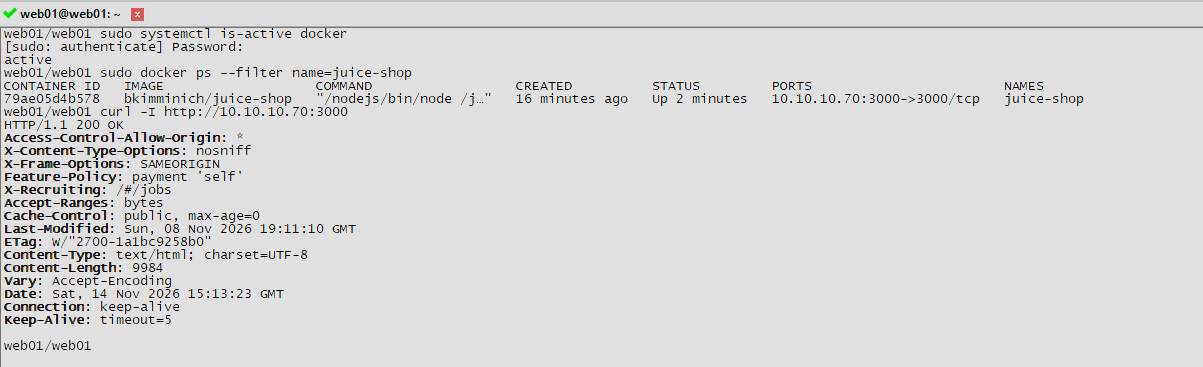 web01@web01: ~ x
web01/web01 sudo systemctl is-active docker
[sudo: authenticate] Password:
active
web01/web01 sudo docker ps --filter name=juice-shop
CONTAINER ID   IMAGE                   COMMAND                  CREATED          STATUS         PORTS                        NAMES
79ae05d4b578   bkimminich/juice-shop   "/nodejs/bin/node /j…"   16 minutes ago   Up 2 minutes   10.10.10.70:3000->3000/tcp   juice-shop
web01/web01 curl -I http://10.10.10.70:3000
HTTP/1.1 200 OK
Access-Control-Allow-Origin: *
X-Content-Type-Options: nosniff
X-Frame-Options: SAMEORIGIN
Feature-Policy: payment 'self'
X-Recruiting: /#/jobs
Accept-Ranges: bytes
Cache-Control: public, max-age=0
Last-Modified: Sun, 08 Nov 2026 19:11:10 GMT
ETag: W/"2700-1a1bc9258b0"
Content-Type: text/html; charset=UTF-8
Content-Length: 9984
Vary: Accept-Encoding
Date: Sat, 14 Nov 2026 15:13:23 GMT
Connection: keep-alive
Keep-Alive: timeout=5
web01/web01